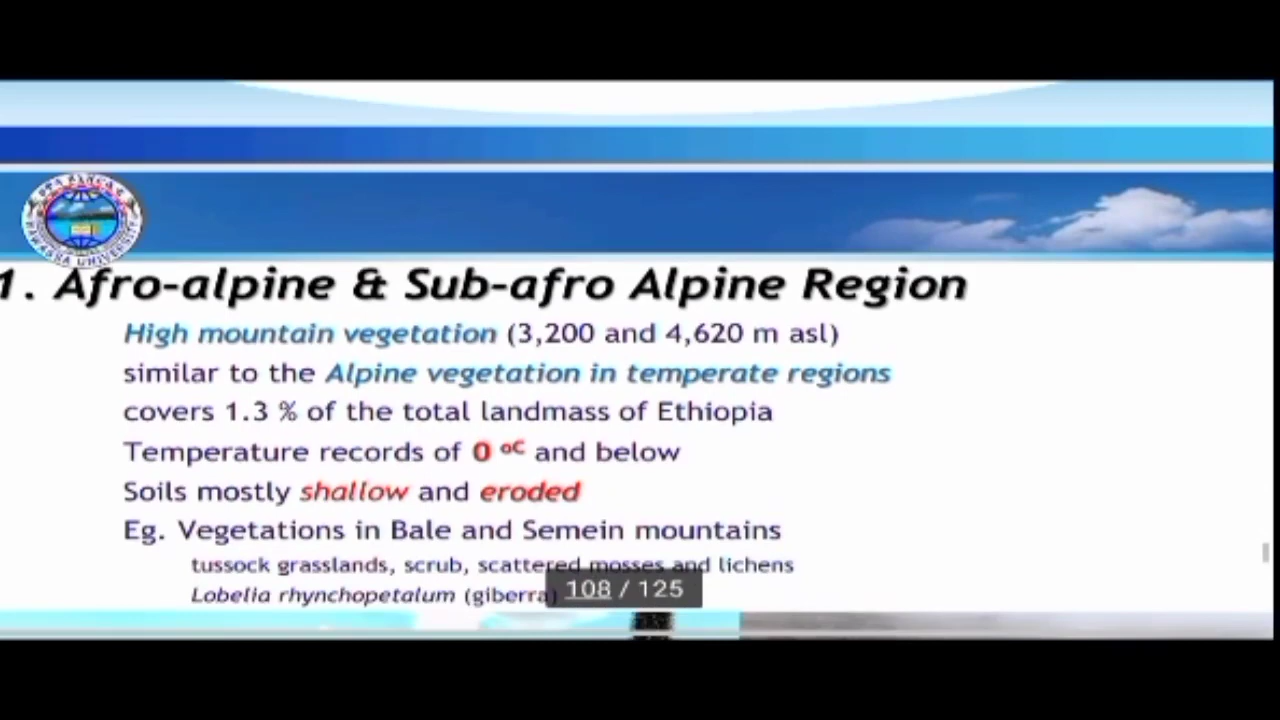 HAWASSA UNIVERSITY
1. Afro-alpine & Sub-afro Alpine Region
High mountain vegetation (3,200 and 4,620 m asl)
similar to the Alpine vegetation in temperate regions
covers 1.3 % of the total landmass of Ethiopia
Temperature records of 0 ºC and below
Soils mostly shallow and eroded
Eg. Vegetations in Bale and Semein mountains
tussock grasslands, scrub, scattered mosses and lichens
Lobelia rhynchopetalum (giberra)
108 / 125